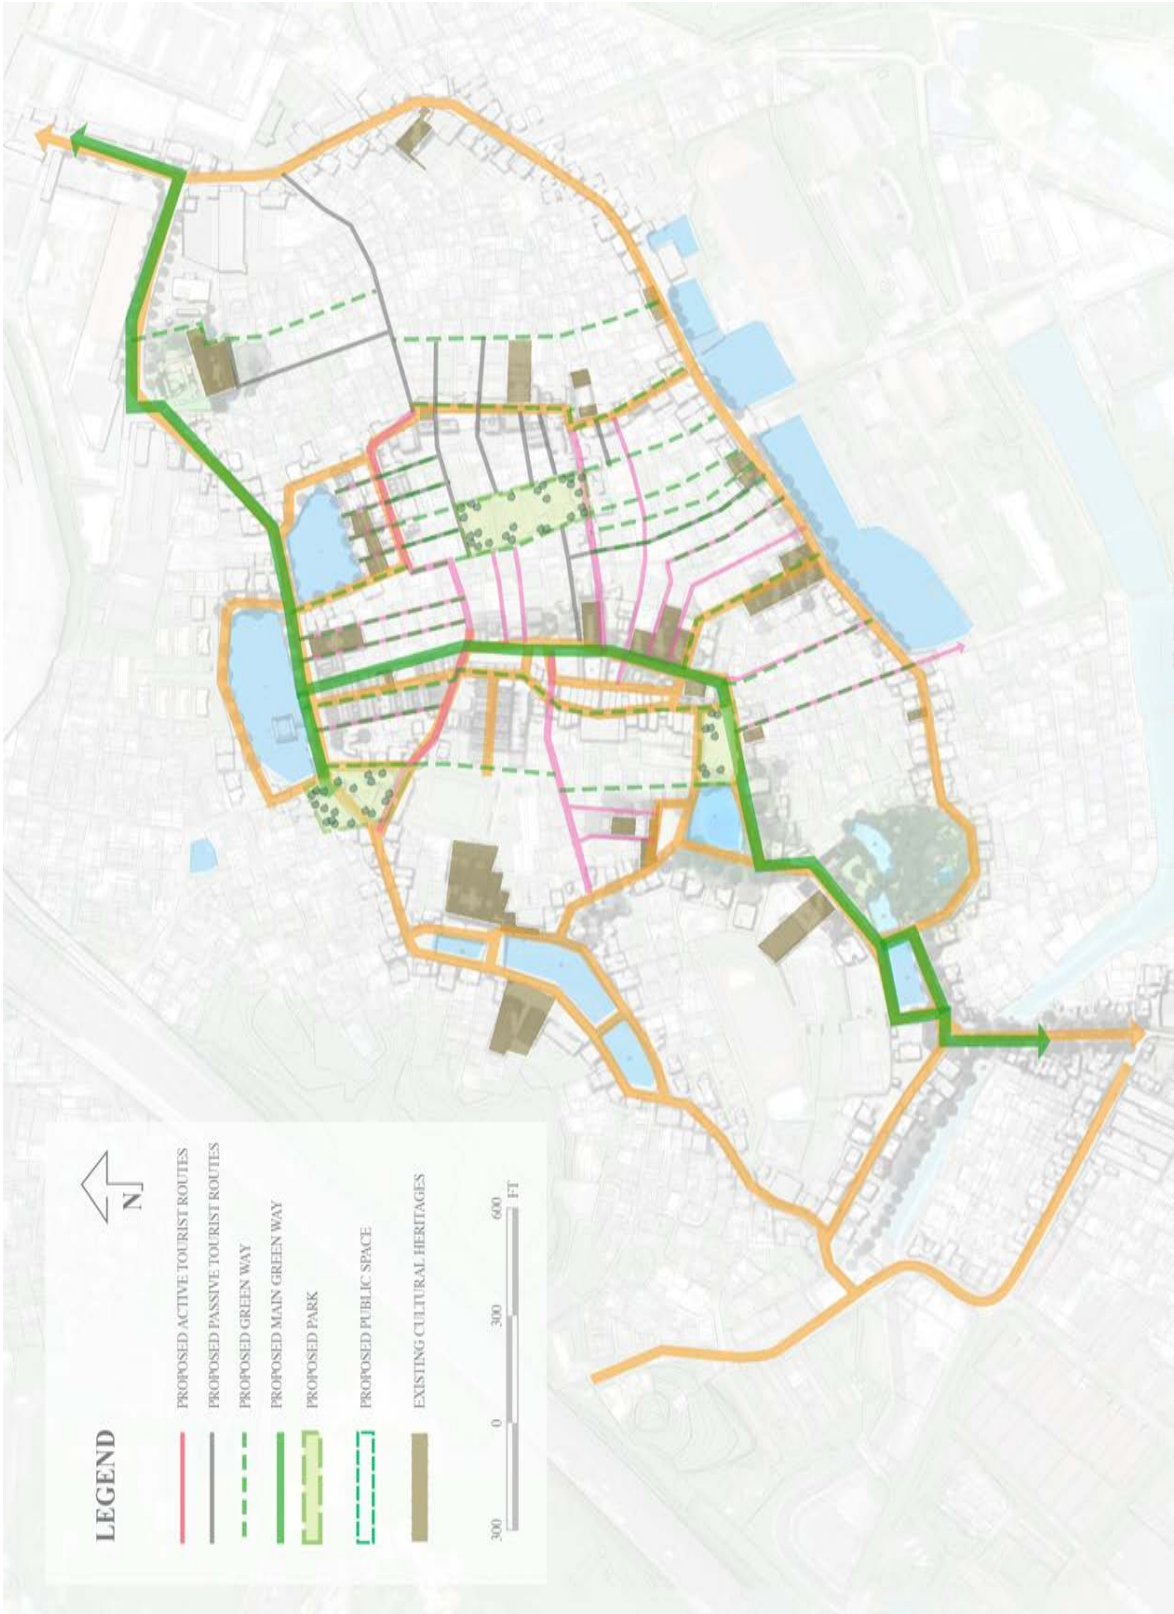 LEGEND
N
PROPOSED ACTIVE TOURIST ROUTES
PROPOSED PASSIVE TOURIST ROUTES
PROPOSED GREEN WAY
PROPOSED MAIN GREEN WAY
PROPOSED PARK
PROPOSED PUBLIC SPACE
EXISTING CULTURAL HERITAGES
300 0 300 600 FT